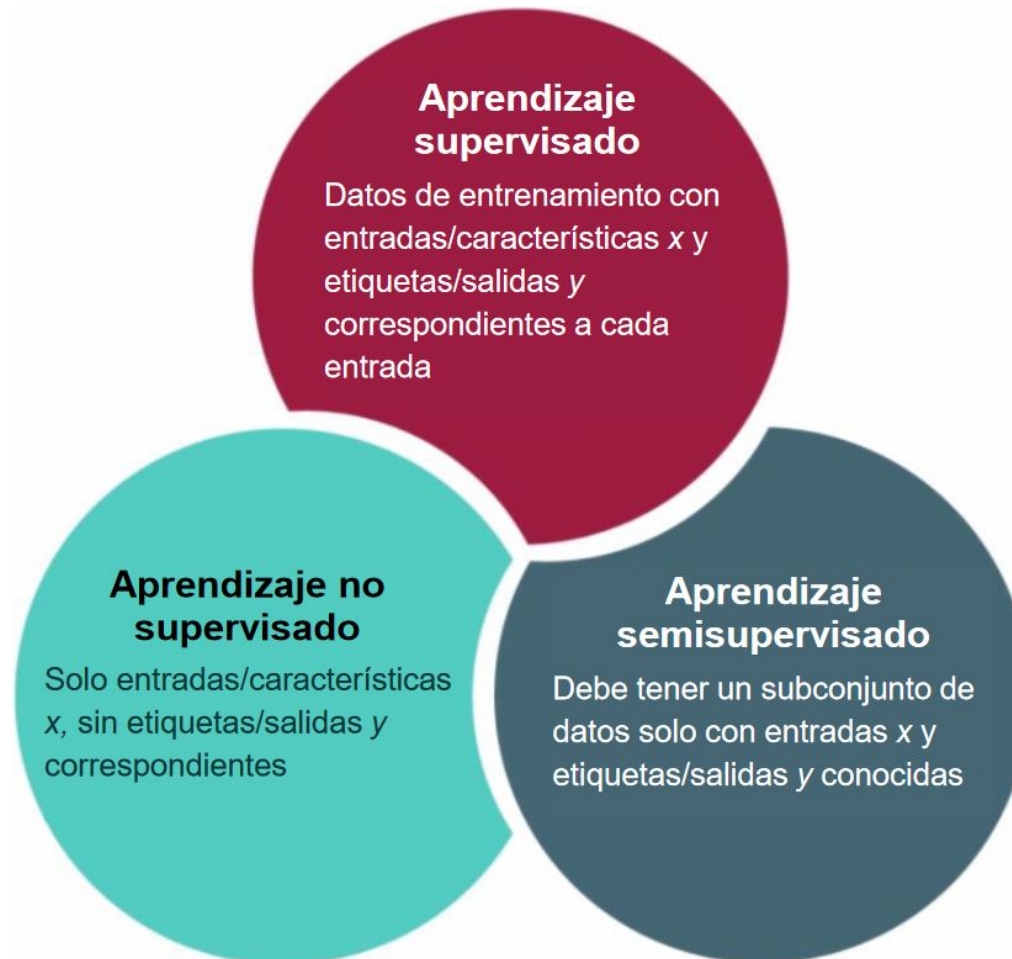 Aprendizaje
supervisado
Datos de entrenamiento con
entradas/características x y
etiquetas/salidas y
correspondientes a cada
entrada
Aprendizaje no
supervisado
Solo entradas/características
x, sin etiquetas/salidas y
correspondientes
Aprendizaje
semisupervisado
Debe tener un subconjunto de
datos solo con entradas x y
etiquetas/salidas y conocidas